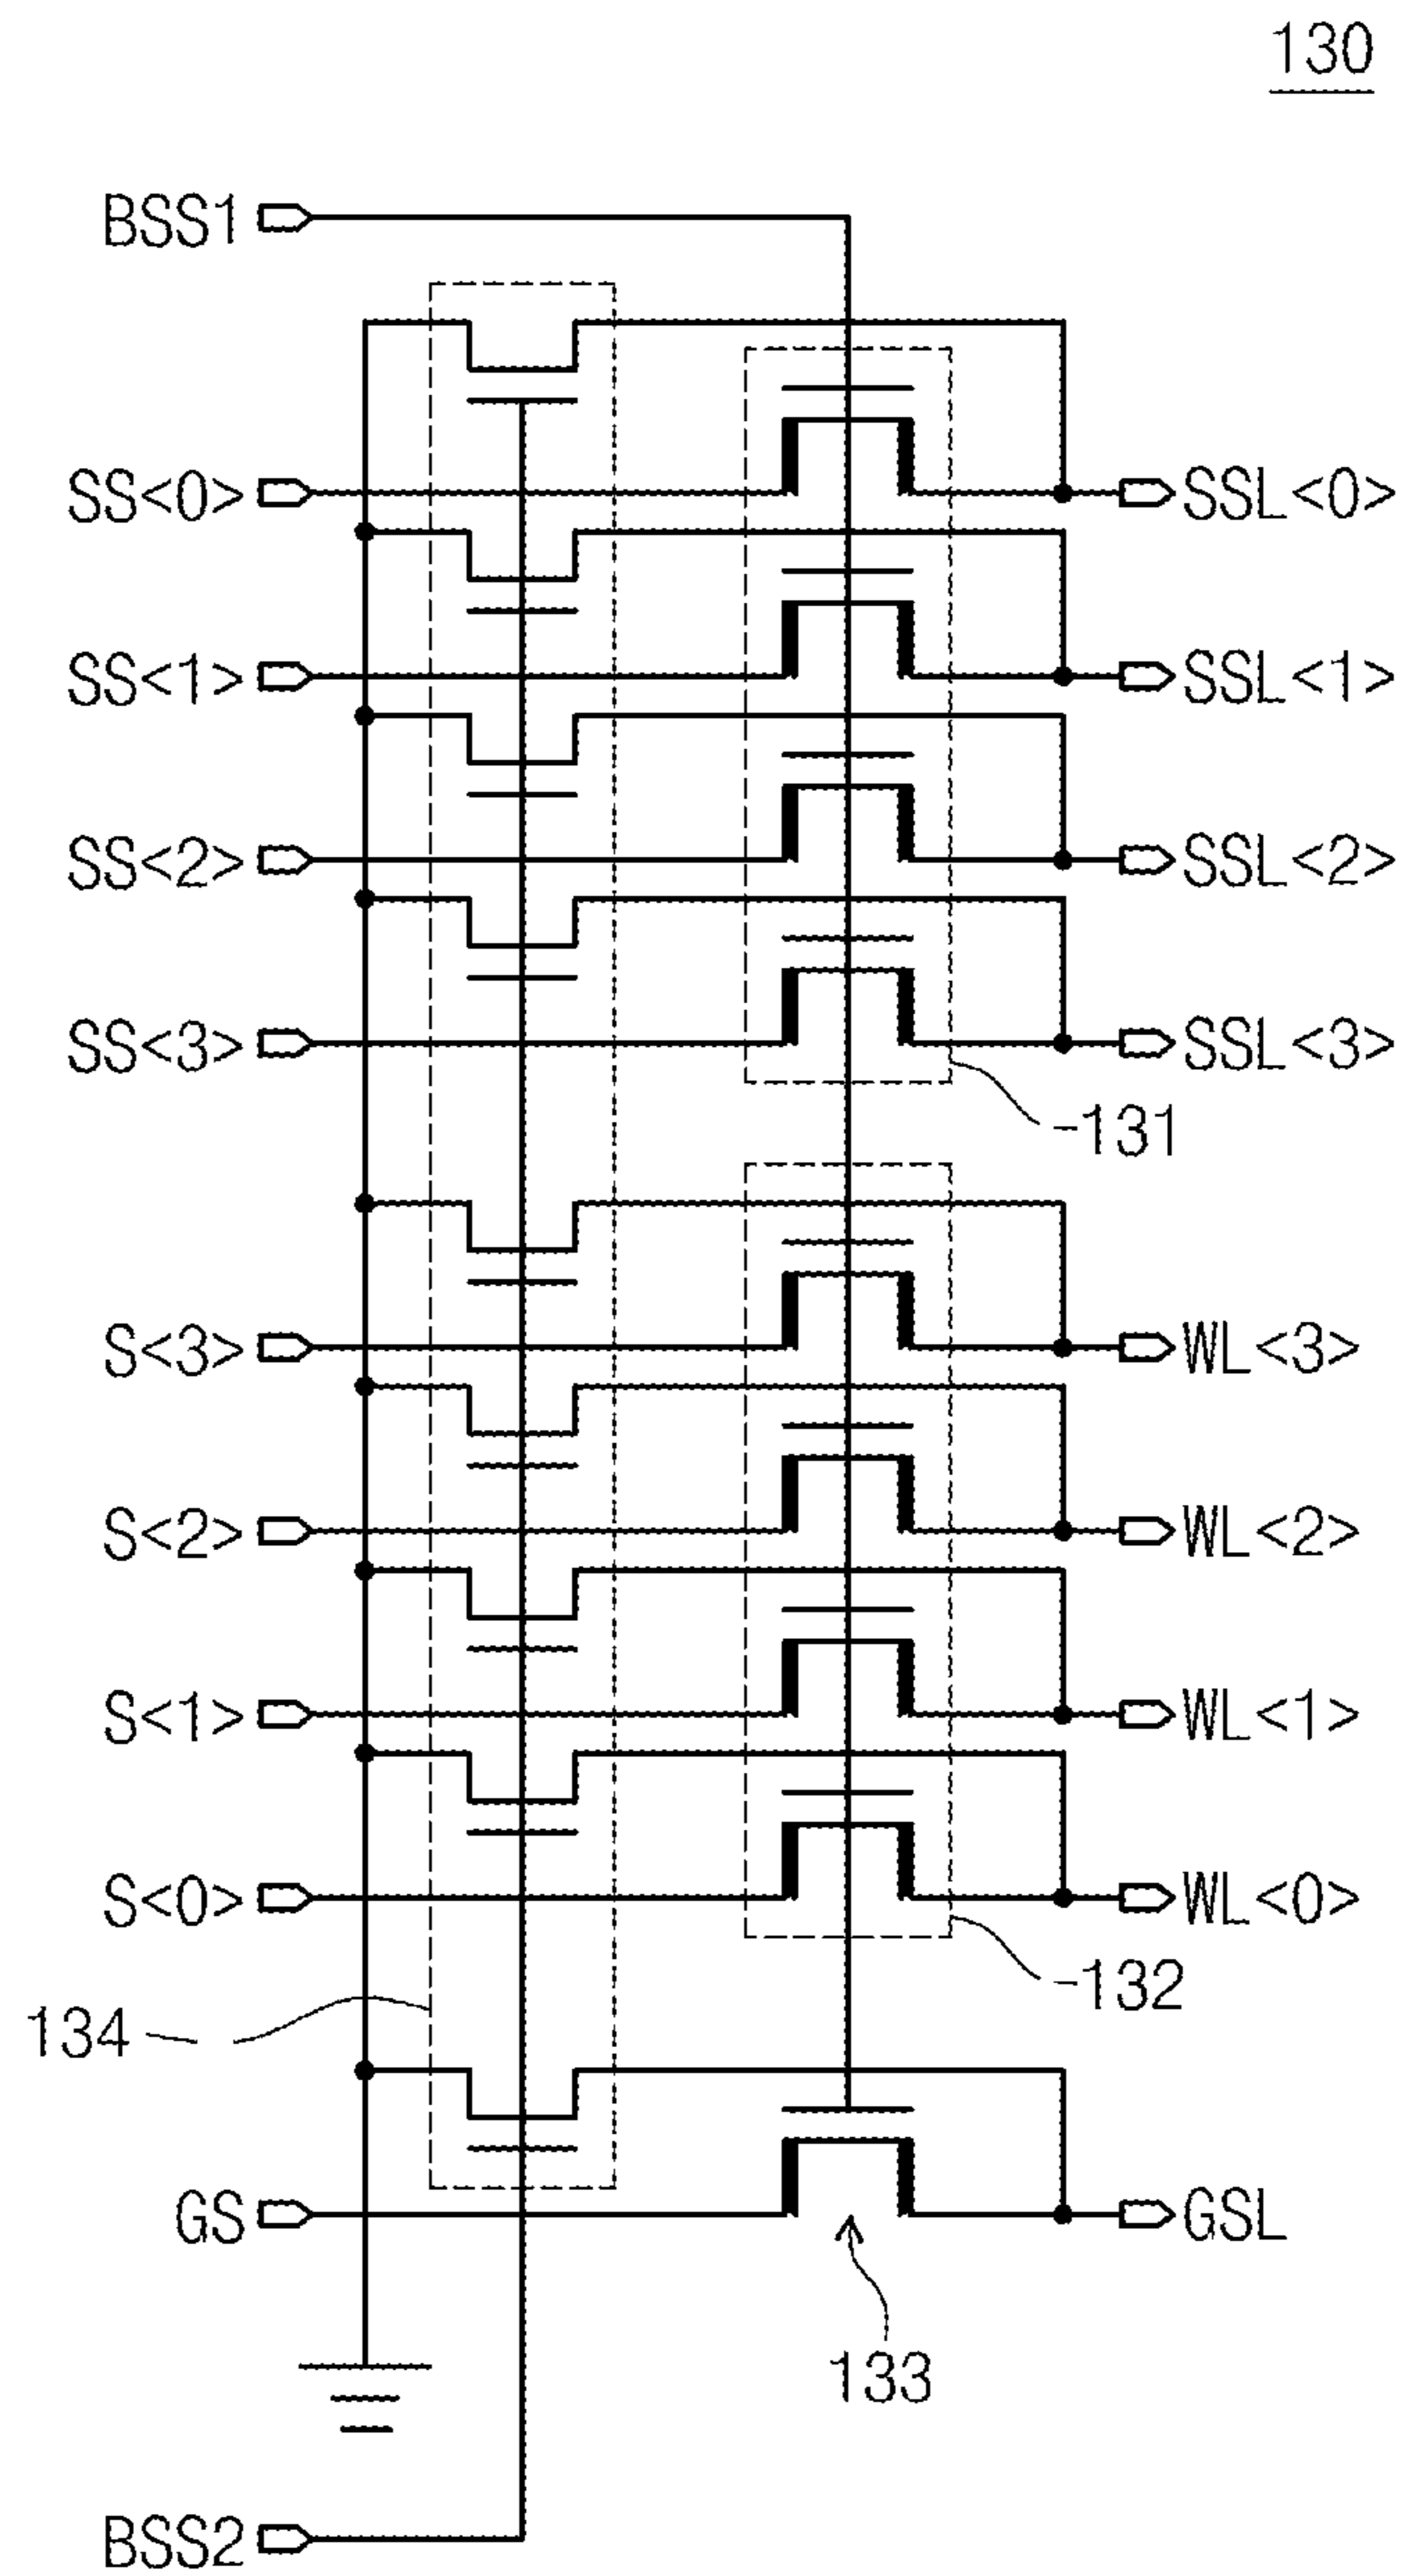 130
BSS1
SS<0> SSL<0>
SS<1> SSL<1>
SS<2> SSL<2>
SS<3> SSL<3>
131
S<3> WL<3>
S<2> WL<2>
S<1> WL<1>
S<0> WL<0>
132
134
GS GSL
133
BSS2